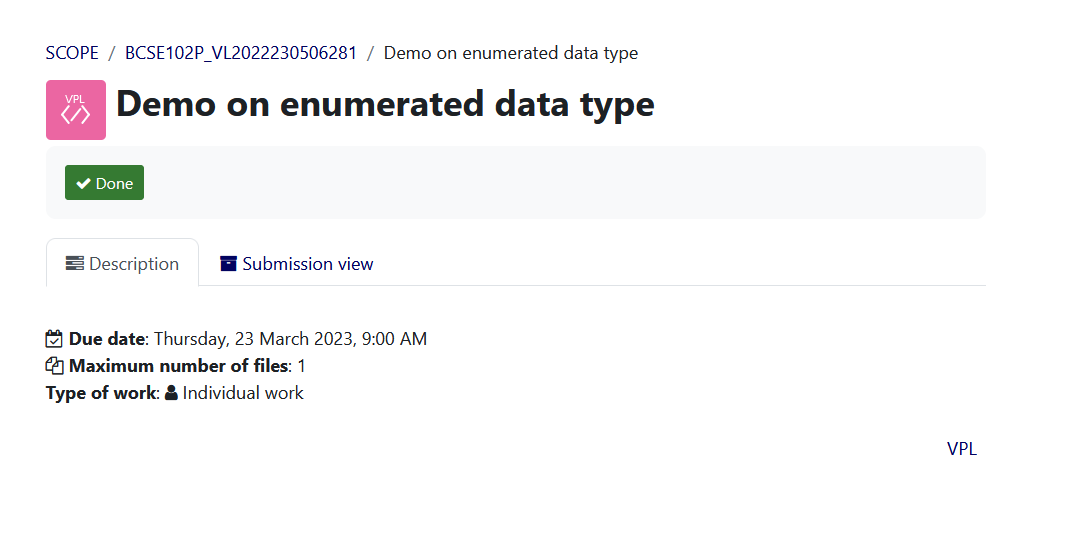 SCOPE / BCSE102P_VL2022230506281 / Demo on enumerated data type
VPL
Demo on enumerated data type
Done
Description Submission view
Due date: Thursday, 23 March 2023, 9:00 AM
Maximum number of files: 1
Type of work: Individual work
VPL